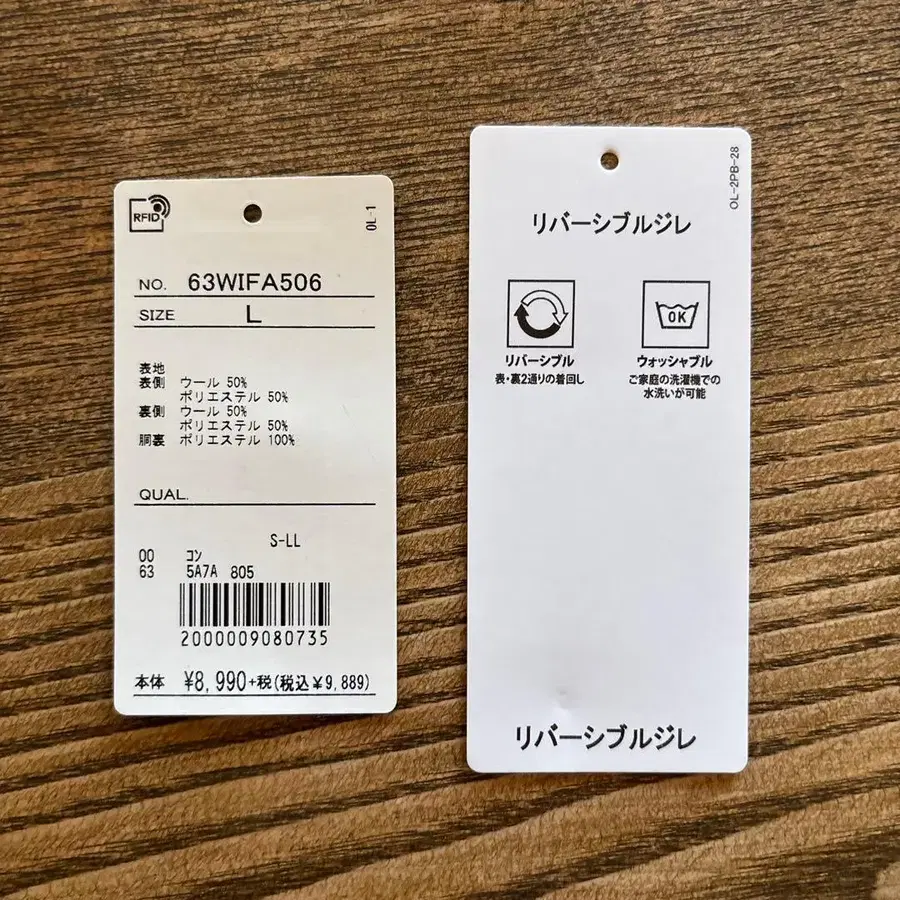 RFID
OL-1
NO. 63WIFA506
SIZE L
表地
表側 ウール 50%
ポリエステル 50%
裏側 ウール 50%
ポリエステル 50%
胴裏 ポリエステル 100%
QUAL.
S-LL
00 コン
63 5A7A 805
2000009080735
本体 ¥8,990+税(税込¥9,889)
OL-2PB-28
リバーシブルジレ
OK
リバーシブル
表・裏2通りの着回し
ウォッシャブル
ご家庭の洗濯機での
水洗いが可能
リバーシブルジレ